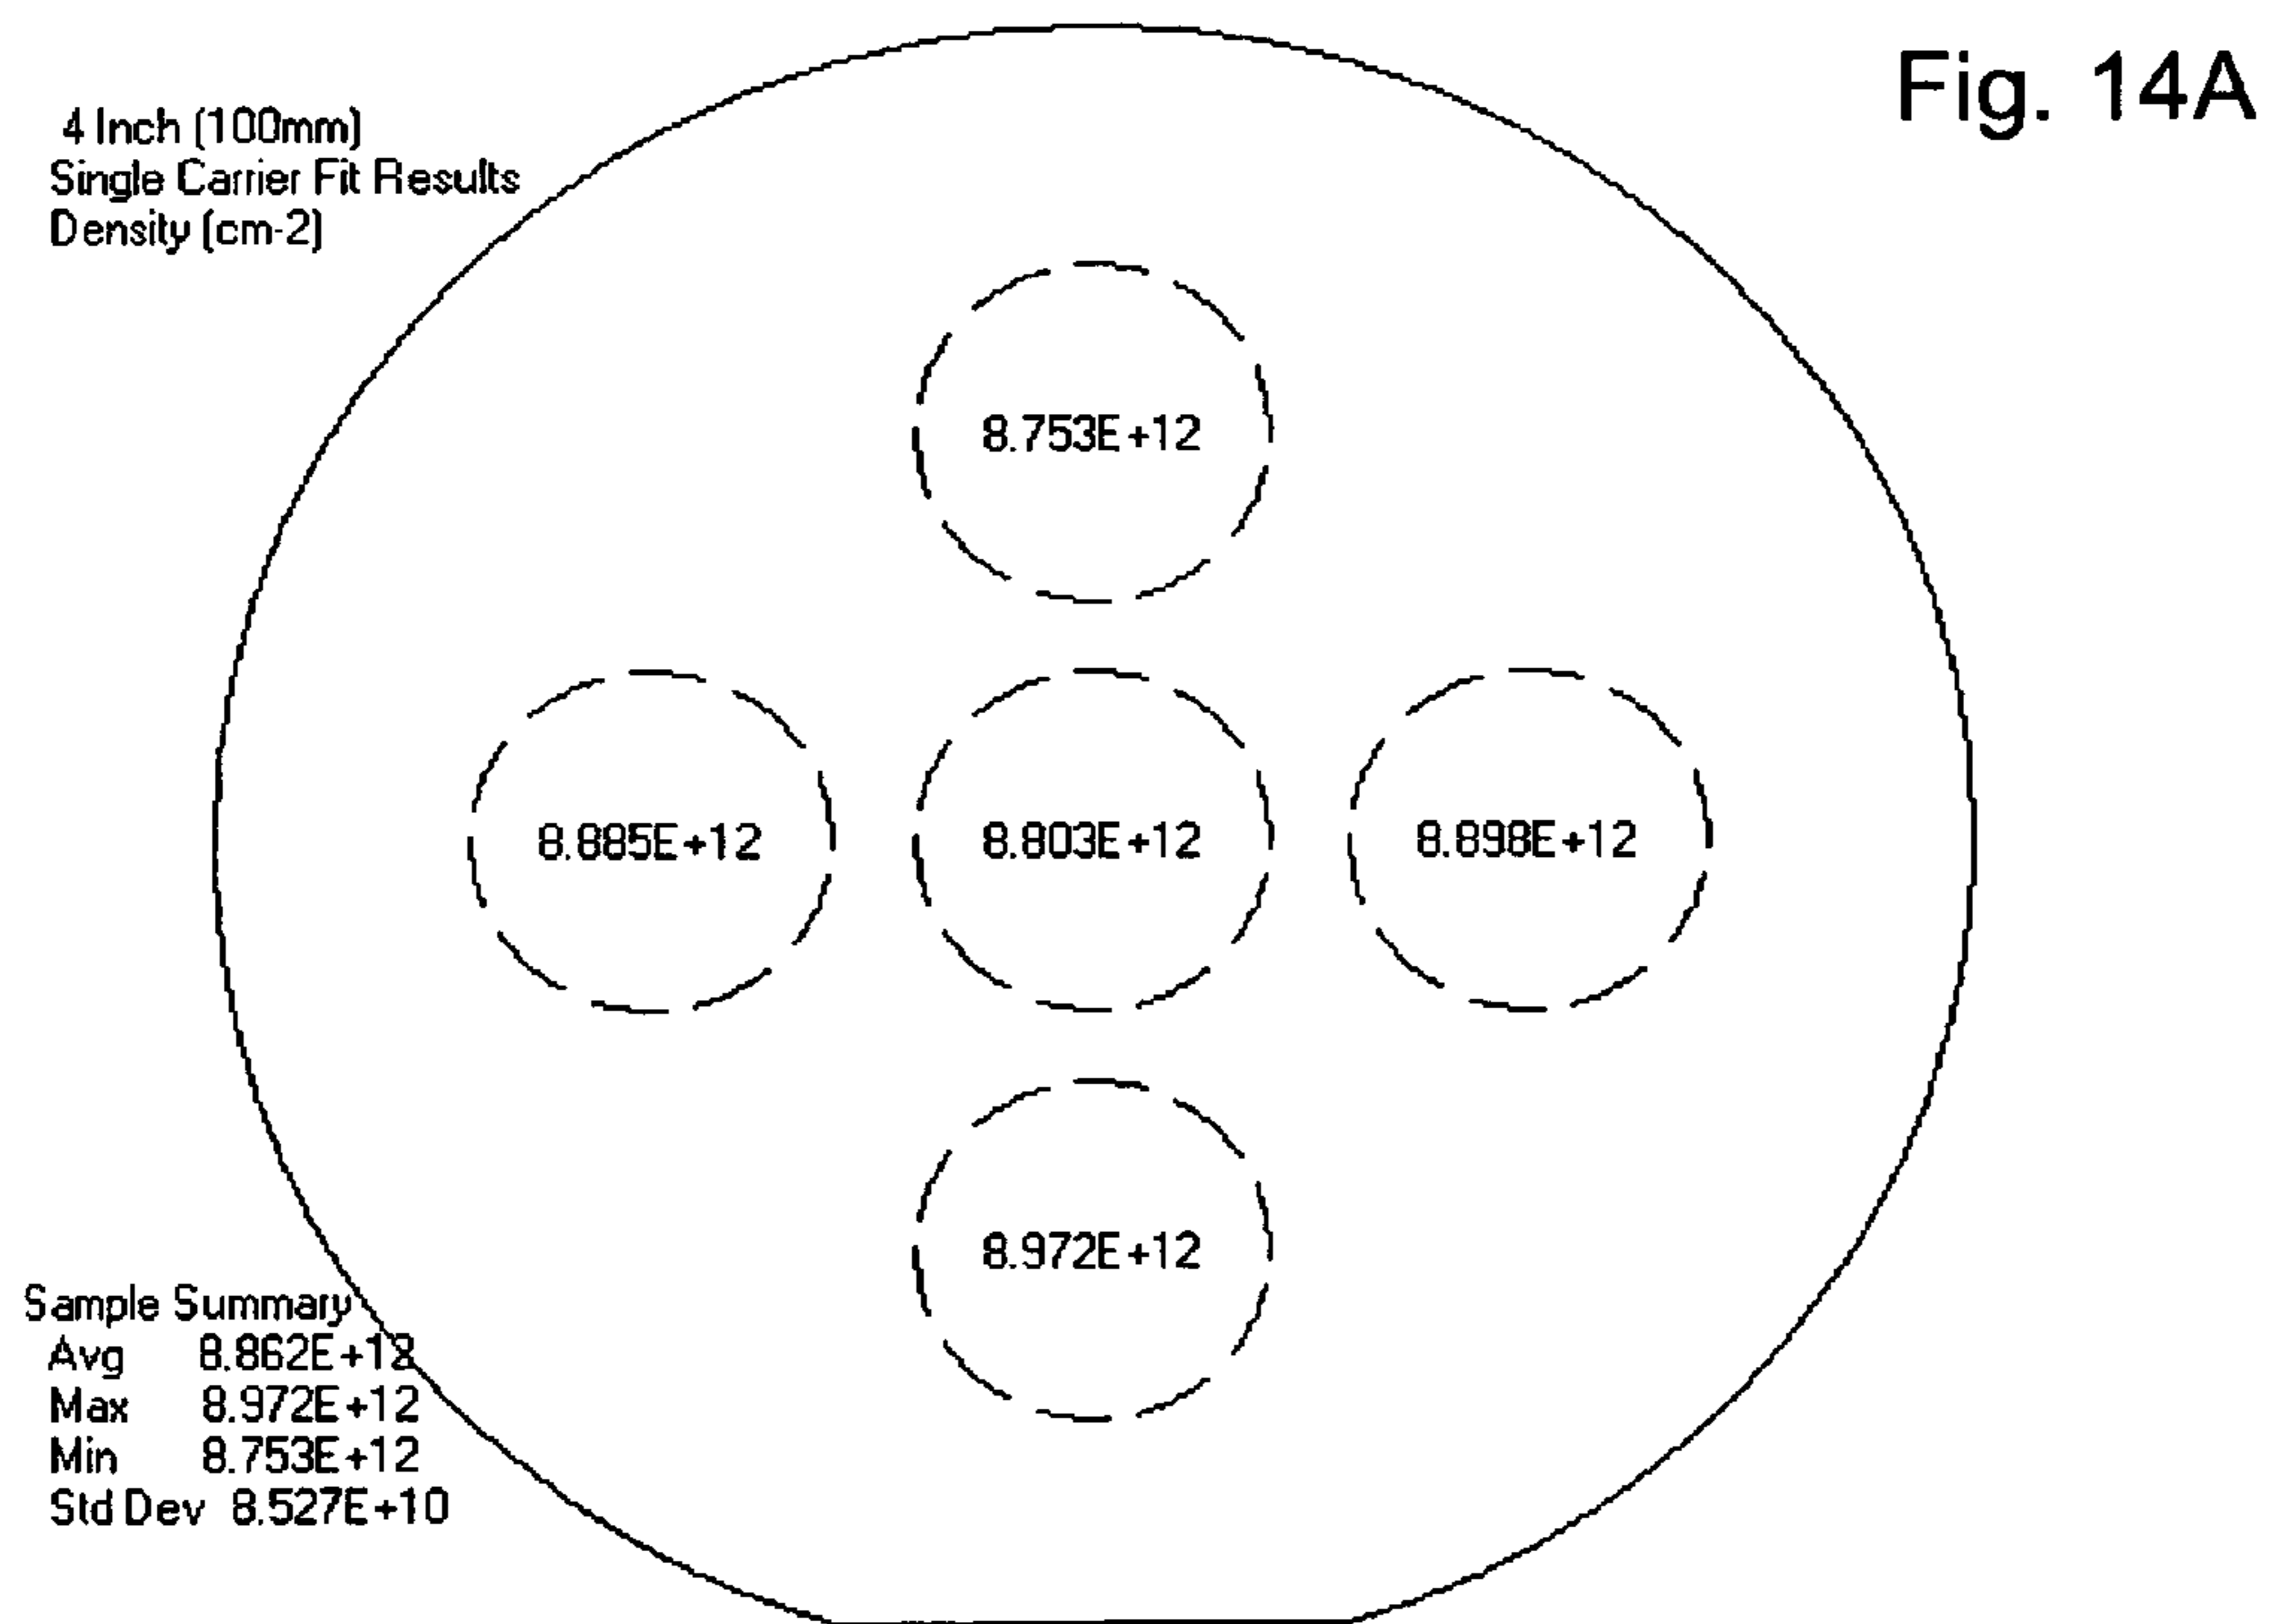 Fig. 14A
4 Inch (100mm)
Single Carrier Fit Results
Density (cm-2)
8.753E+12
8.885E+12 8.803E+12 8.898E+12
8.972E+12
Sample Summary
Avg 8.862E+12
Max 8.972E+12
Min 8.753E+12
Std Dev 8.527E+10